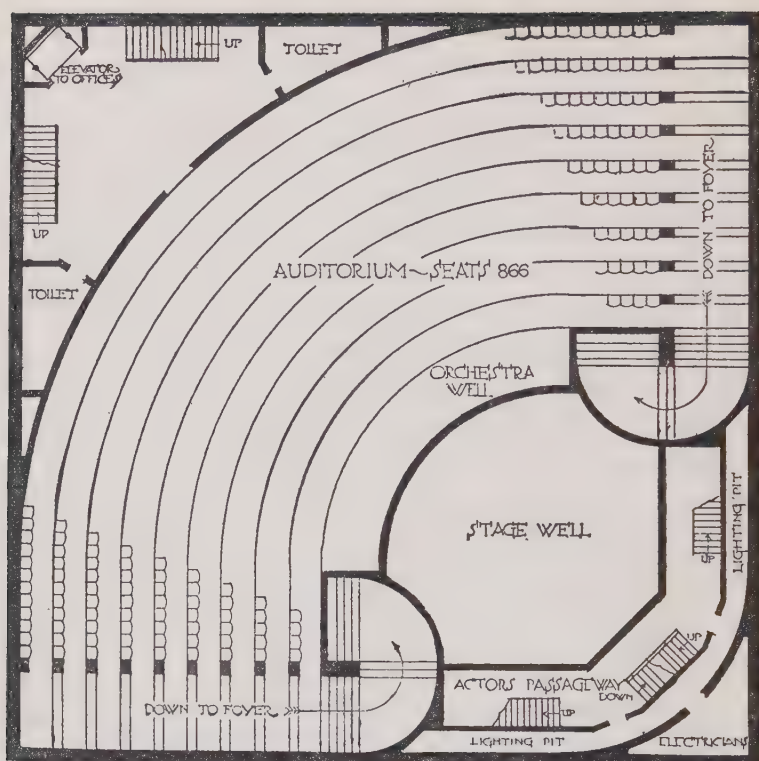 UP
TOILET
ELEVATOR
TO OFFICES
UP
TOILET
DOWN TO FOYER
AUDITORIUM~SEATS 866
ORCHESTRA
WELL
STAGE WELL
LIGHTING PIT
UP
UP
ACTORS PASSAGEWAY
DOWN
DOWN TO FOYER
UP
LIGHTING PIT
ELECTRICIANS